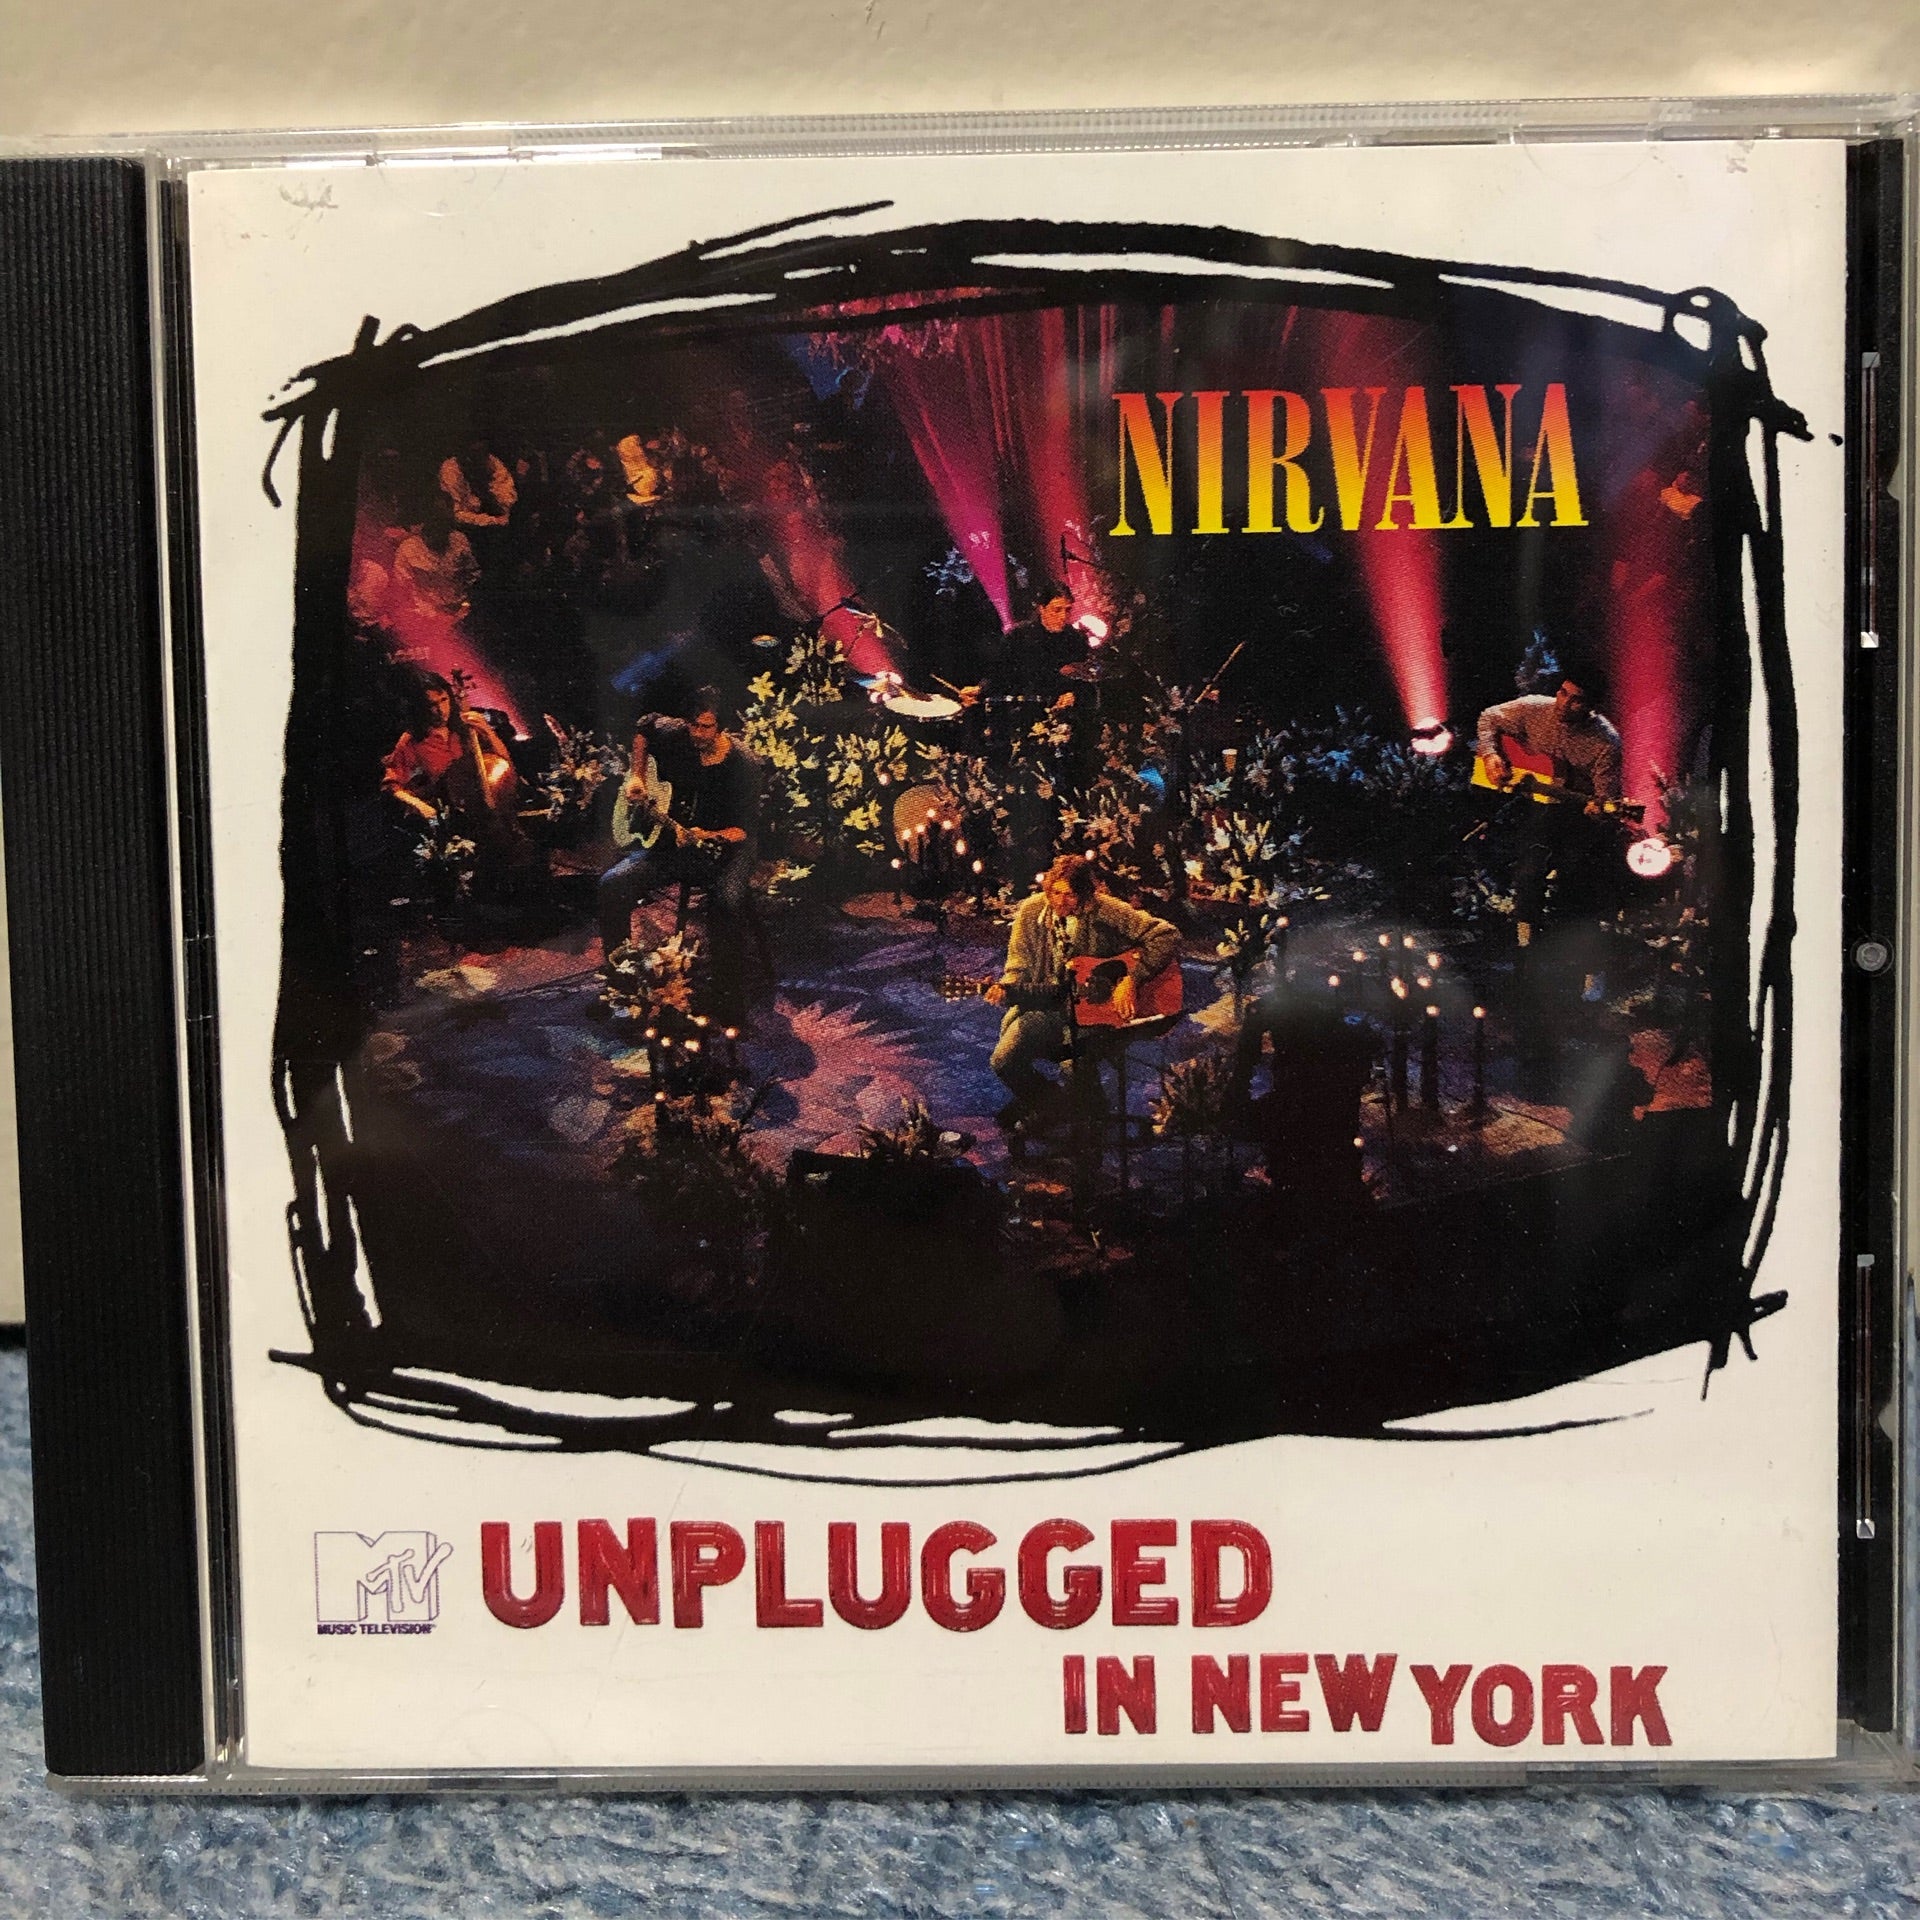 NIRVANA
MTV
MUSIC TELEVISION
UNPLUGGED
IN NEW YORK